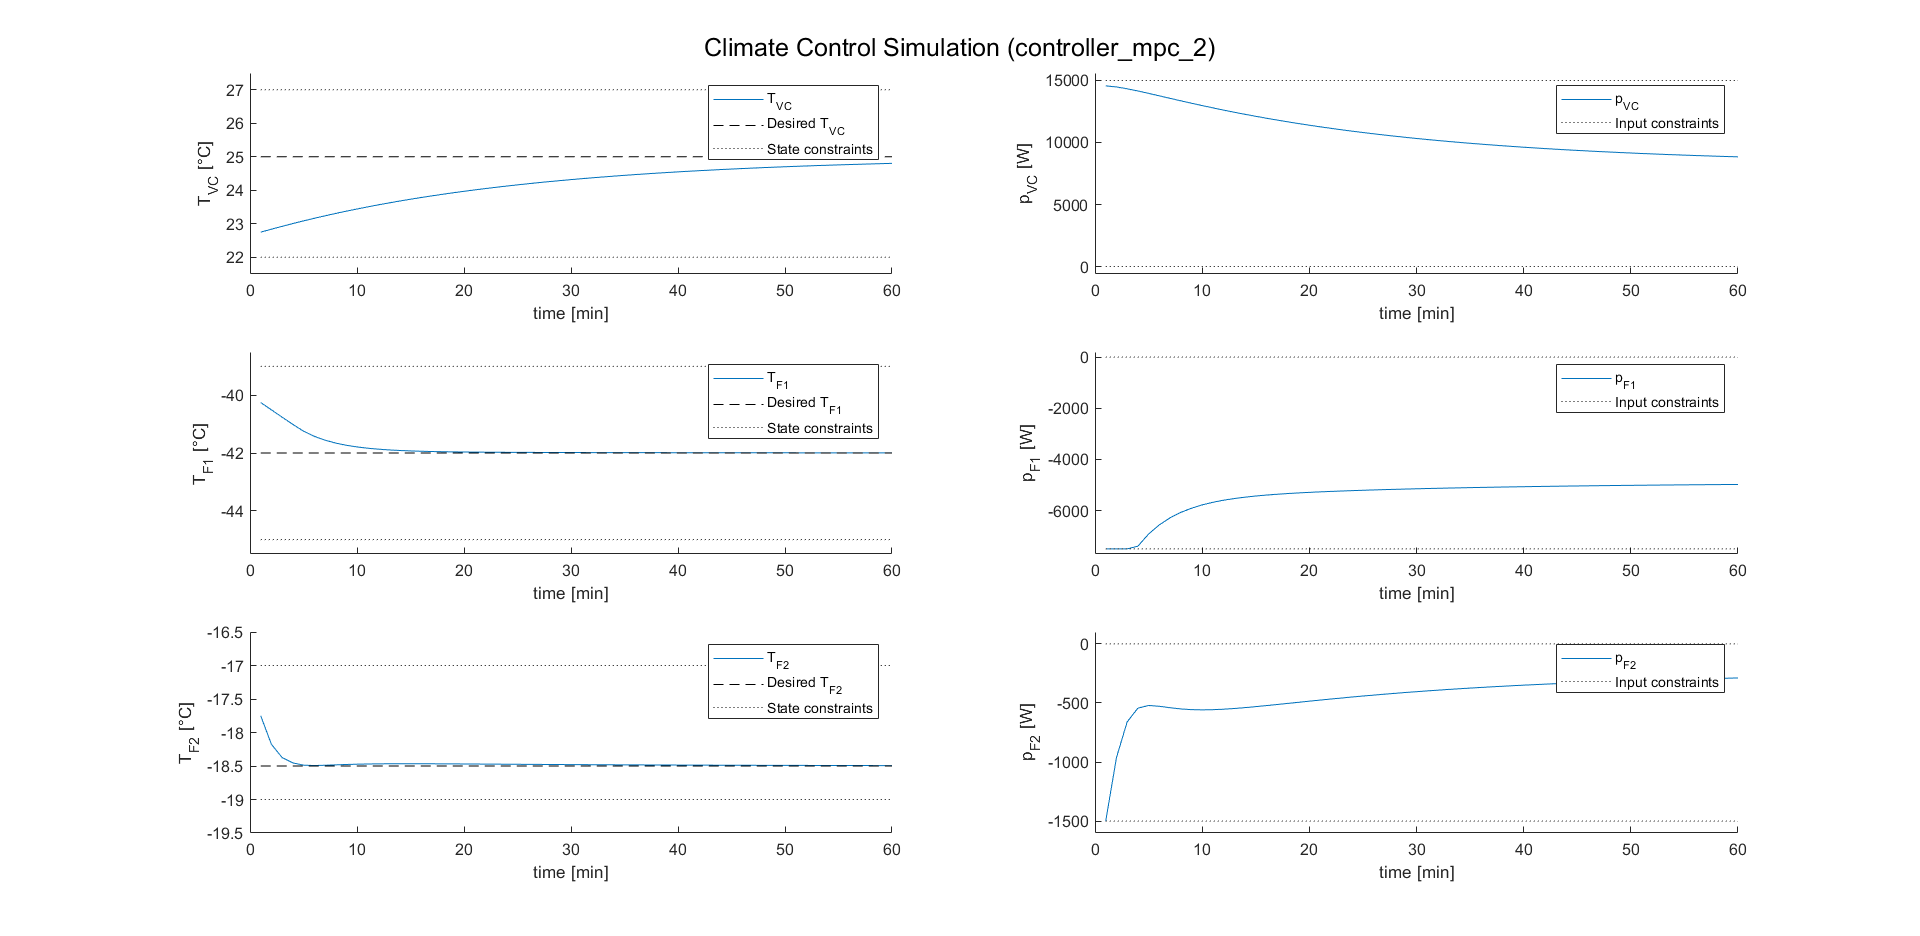 Climate Control Simulation (controller_mpc_2)
27
26
25
24
23
22
T_VC [°C]
T_VC
Desired T_VC
State constraints
0 10 20 30 40 50 60
time [min]
15000
10000
5000
0
p_VC [W]
p_VC
Input constraints
0 10 20 30 40 50 60
time [min]
-40
-42
-44
T_F1 [°C]
T_F1
Desired T_F1
State constraints
0 10 20 30 40 50 60
time [min]
0
-2000
-4000
-6000
p_F1 [W]
p_F1
Input constraints
0 10 20 30 40 50 60
time [min]
-16.5
-17
-17.5
-18
-18.5
-19
-19.5
T_F2 [°C]
T_F2
Desired T_F2
State constraints
0 10 20 30 40 50 60
time [min]
0
-500
-1000
-1500
p_F2 [W]
p_F2
Input constraints
0 10 20 30 40 50 60
time [min]